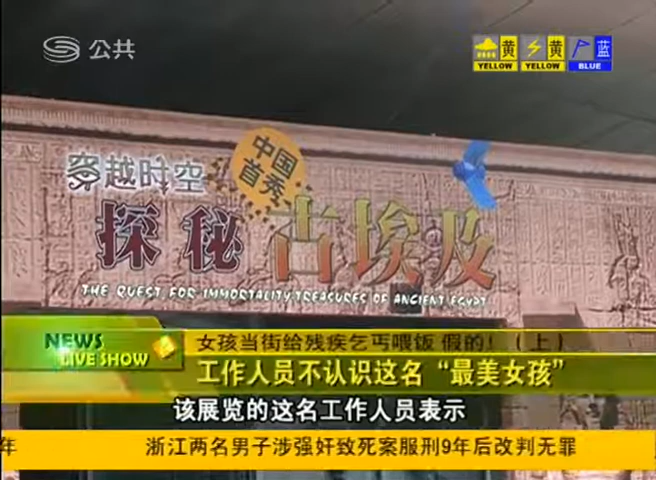 公共
黄
YELLOW
黄
YELLOW
蓝
BLUE
中国
首秀
穿越时空
探秘古埃及
THE QUEST FOR IMMORTALITY TREASURES OF ANCIENT EGYPT
NEWS
LIVE SHOW
女孩当街给残疾乞丐喂饭 假的！（上）
工作人员不认识这名“最美女孩”
该展览的这名工作人员表示
年
浙江两名男子涉强奸致死案服刑9年后改判无罪